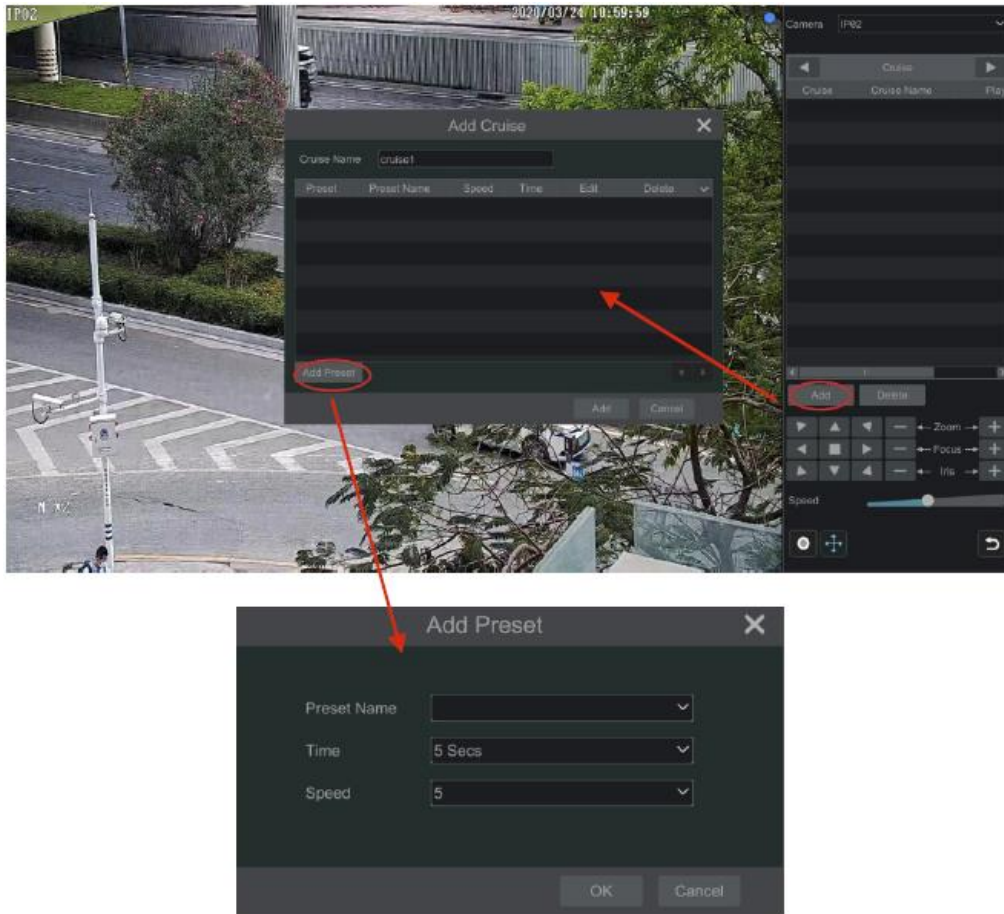 IP02
2020/03/24 10:59:59
Camera IP02
Cruise
Cruise Cruise Name Play
Add Cruise
Cruise Name cruise1
Preset Preset Name Speed Time Edit Delete
Add Preset
Add Cancel
Add Delete
Zoom
Focus
Iris
Speed
Add Preset
Preset Name
Time 5 Secs
Speed 5
OK Cancel